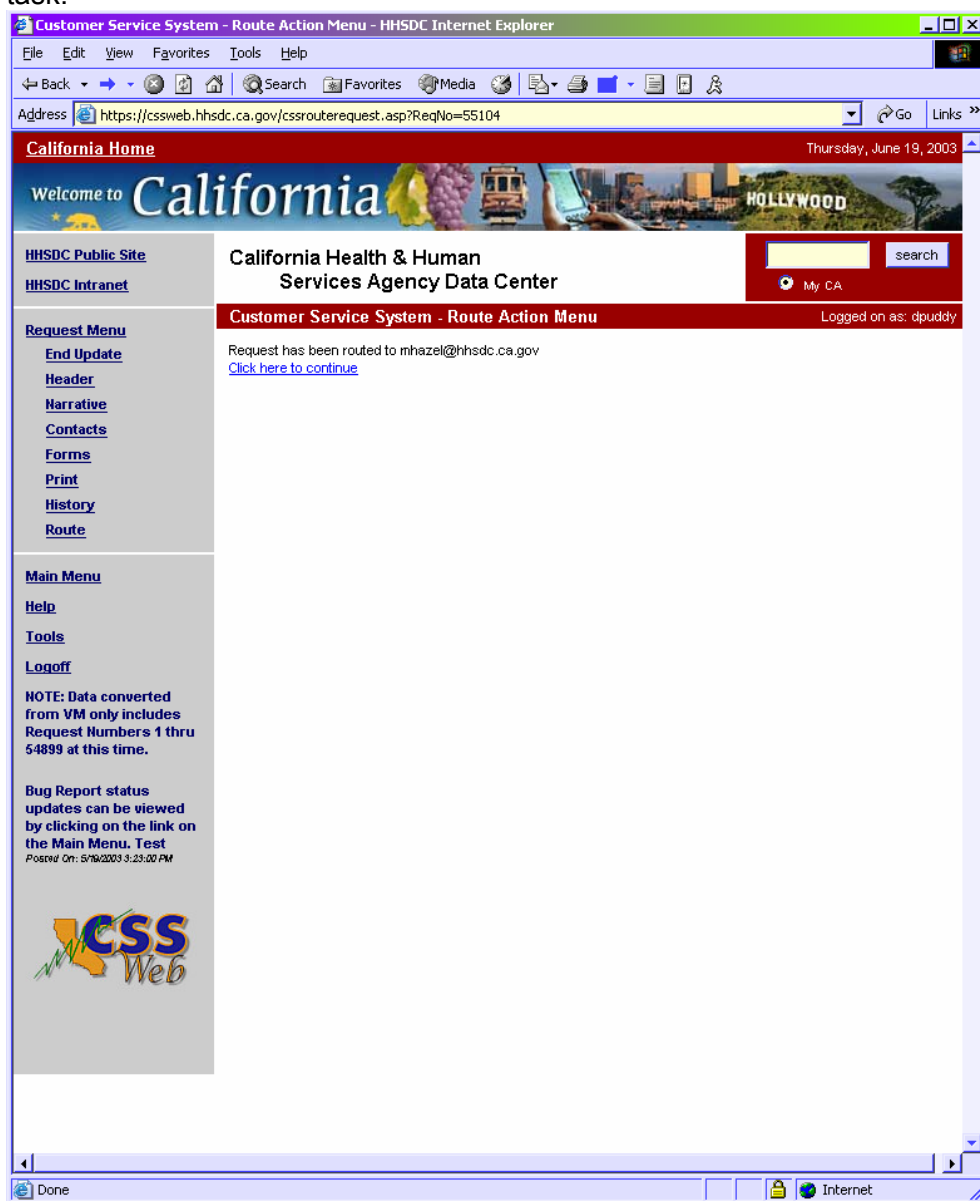 task.
Customer Service System - Route Action Menu - HHSDC Internet Explorer
File Edit View Favorites Tools Help
Back Search Favorites Media
Address https://cssweb.hhsdc.ca.gov/cssrouterequest.asp?ReqNo=55104 Go Links »
California Home Thursday, June 19, 2003
Welcome to California HOLLYWOOD
HHSDC Public Site
HHSDC Intranet
California Health & Human
Services Agency Data Center
search
My CA
Customer Service System - Route Action Menu Logged on as: dpuddy
Request has been routed to mhazel@hhsdc.ca.gov
Click here to continue
Request Menu
End Update
Header
Narrative
Contacts
Forms
Print
History
Route
Main Menu
Help
Tools
Logoff
NOTE: Data converted
from VM only includes
Request Numbers 1 thru
54899 at this time.
Bug Report status
updates can be viewed
by clicking on the link on
the Main Menu. Test
Posted On: 5/19/2003 3:23:00 PM
CSS
Web
Done Internet